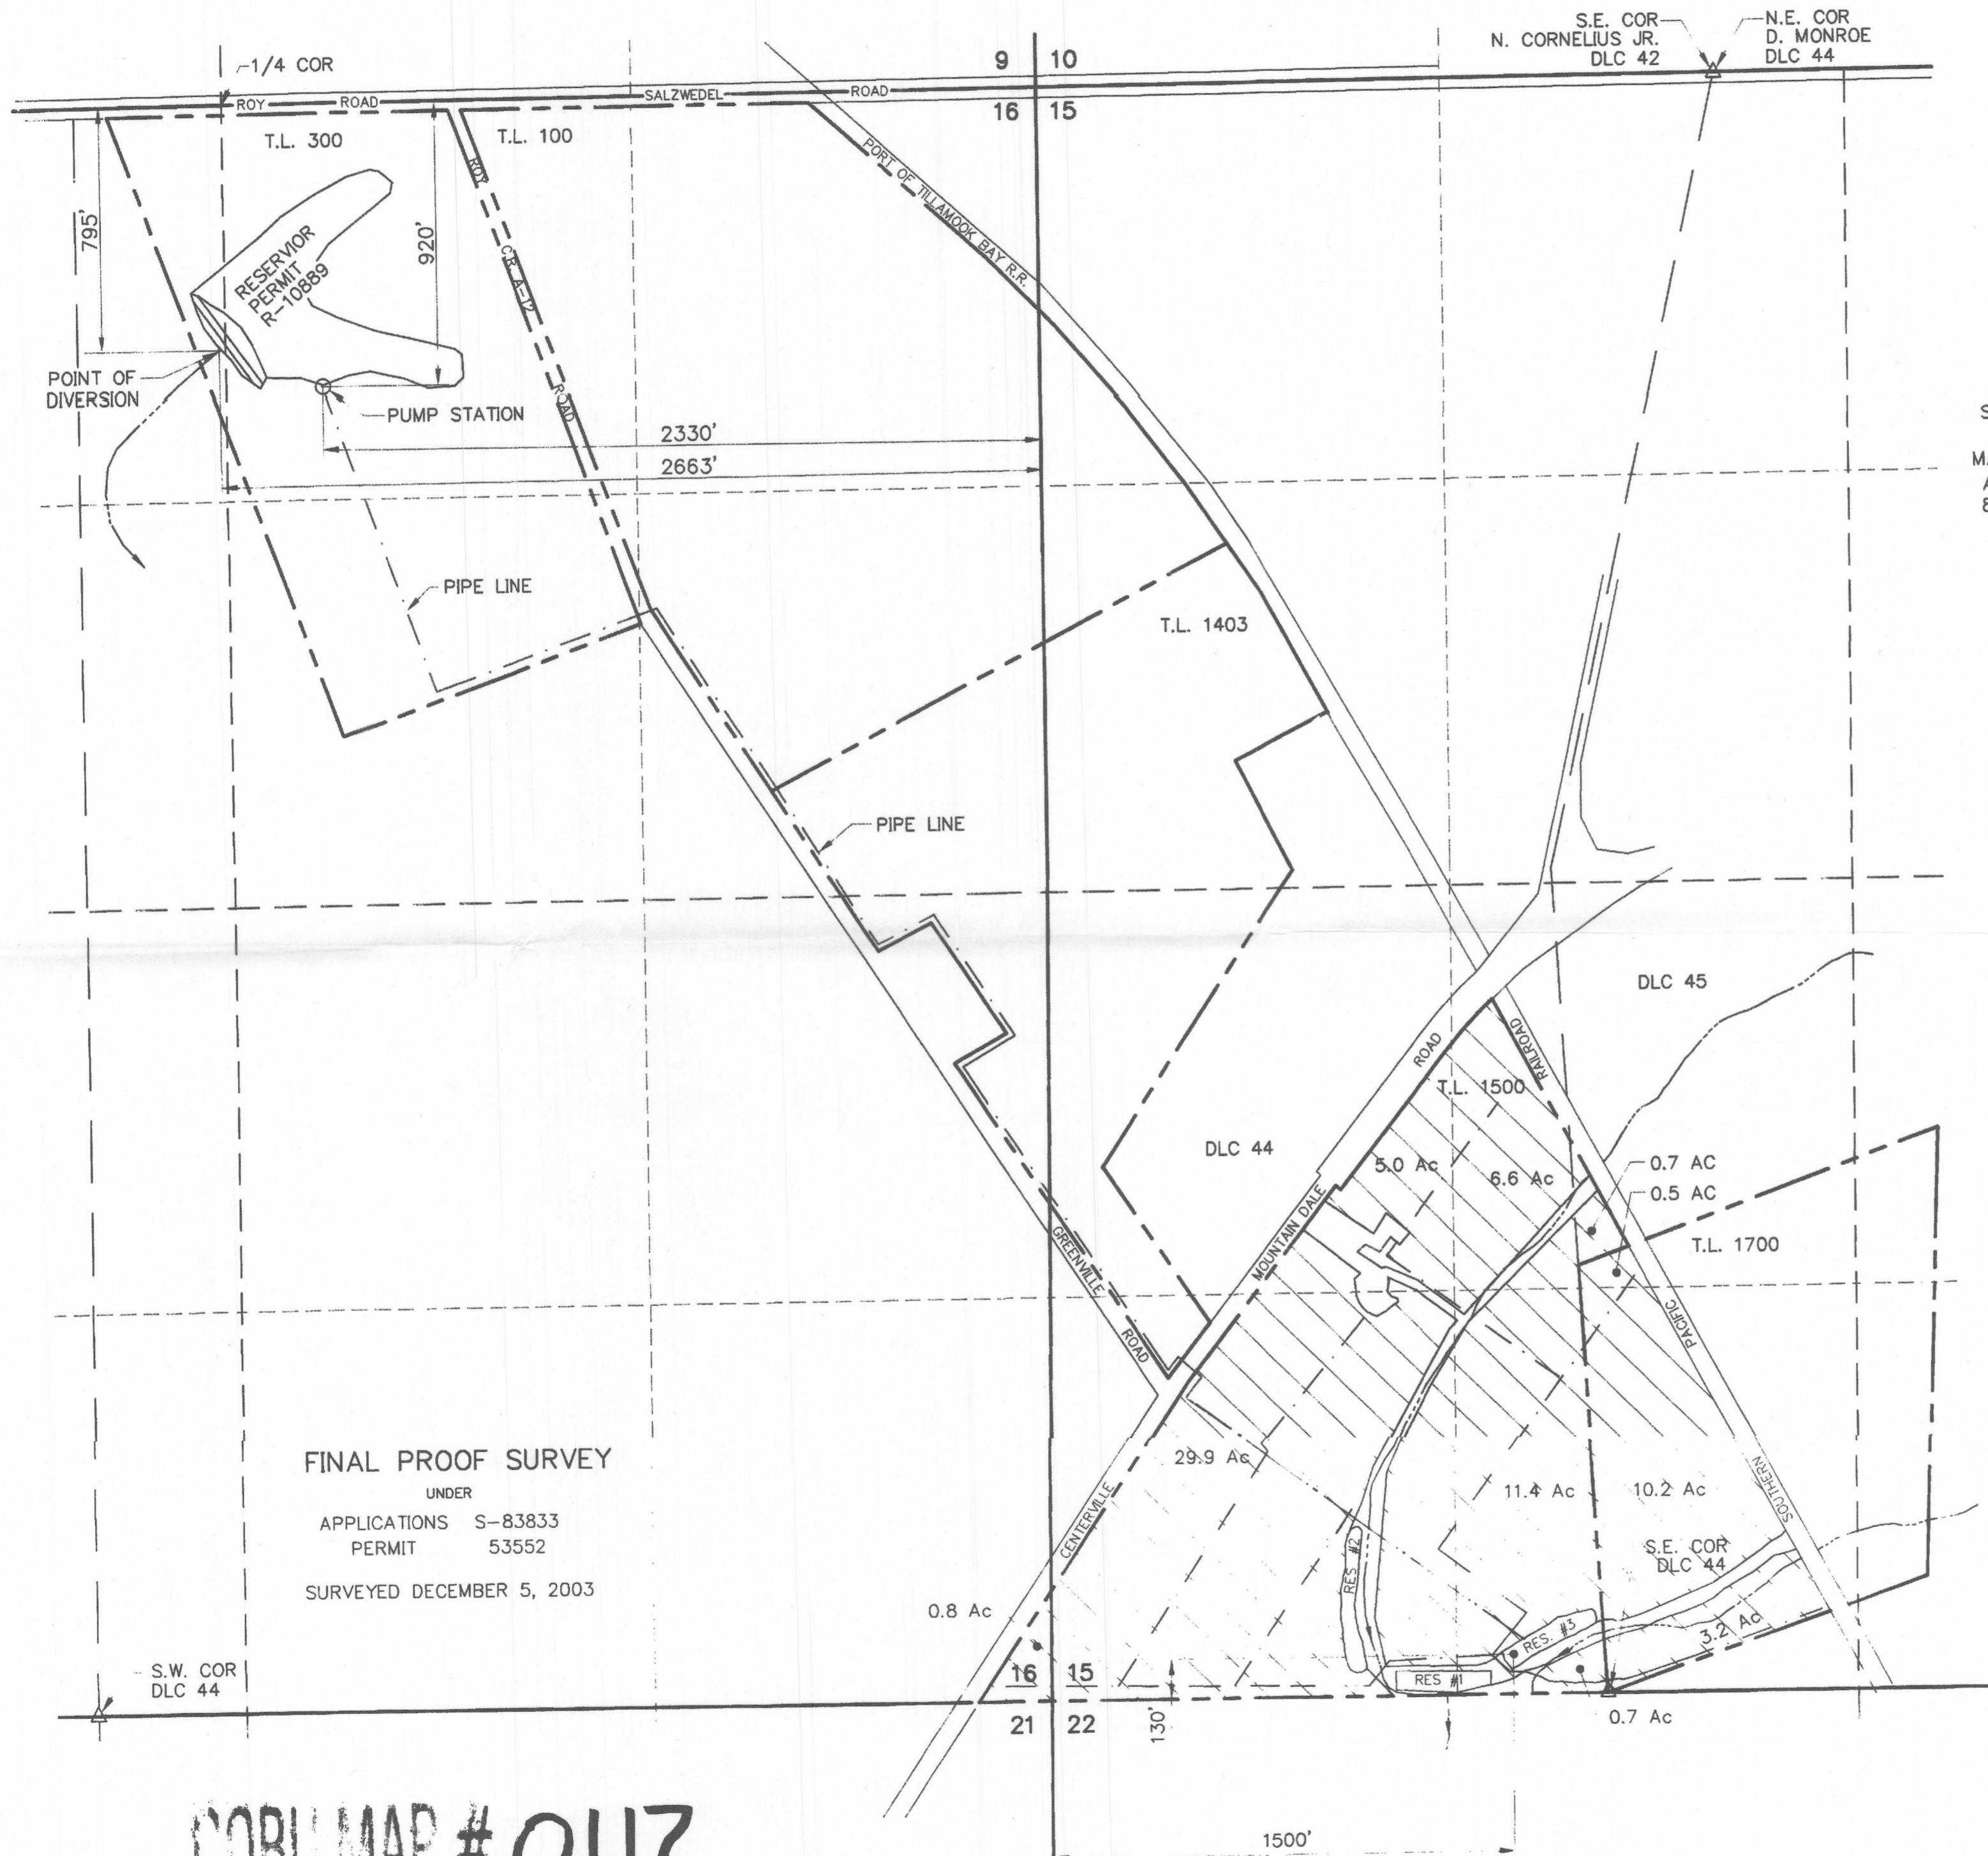 S.E. COR
N. CORNELIUS JR.
DLC 42
N.E. COR
D. MONROE
DLC 44
1/4 COR
9 10
16 15
ROY ROAD
SALZWEDEL ROAD
T.L. 300
T.L. 100
795'
920'
RESERVIOR
PERMIT
R-10889
ROY
C.R. A-12
ROAD
PORT OF TILLAMOOK BAY R.R.
POINT OF
DIVERSION
PUMP STATION
2330'
2663'
PIPE LINE
T.L. 1403
PIPE LINE
DLC 45
ROAD
RAILROAD
T.L. 1500
DLC 44
5.0 Ac
6.6 Ac
0.7 AC
0.5 AC
MOUNTAIN DALE
T.L. 1700
GREENVILLE
ROAD
PACIFIC
FINAL PROOF SURVEY
UNDER
APPLICATIONS S-83833
PERMIT 53552
SURVEYED DECEMBER 5, 2003
29.9 Ac
11.4 Ac
10.2 Ac
SOUTHERN
CENTERVILLE
RES #2
S.E. COR
DLC 44
0.8 Ac
RES. #3
3.2 Ac
S.W. COR
DLC 44
16 15
RES #1
21 22
130'
0.7 Ac
COBU MAP #
1500'